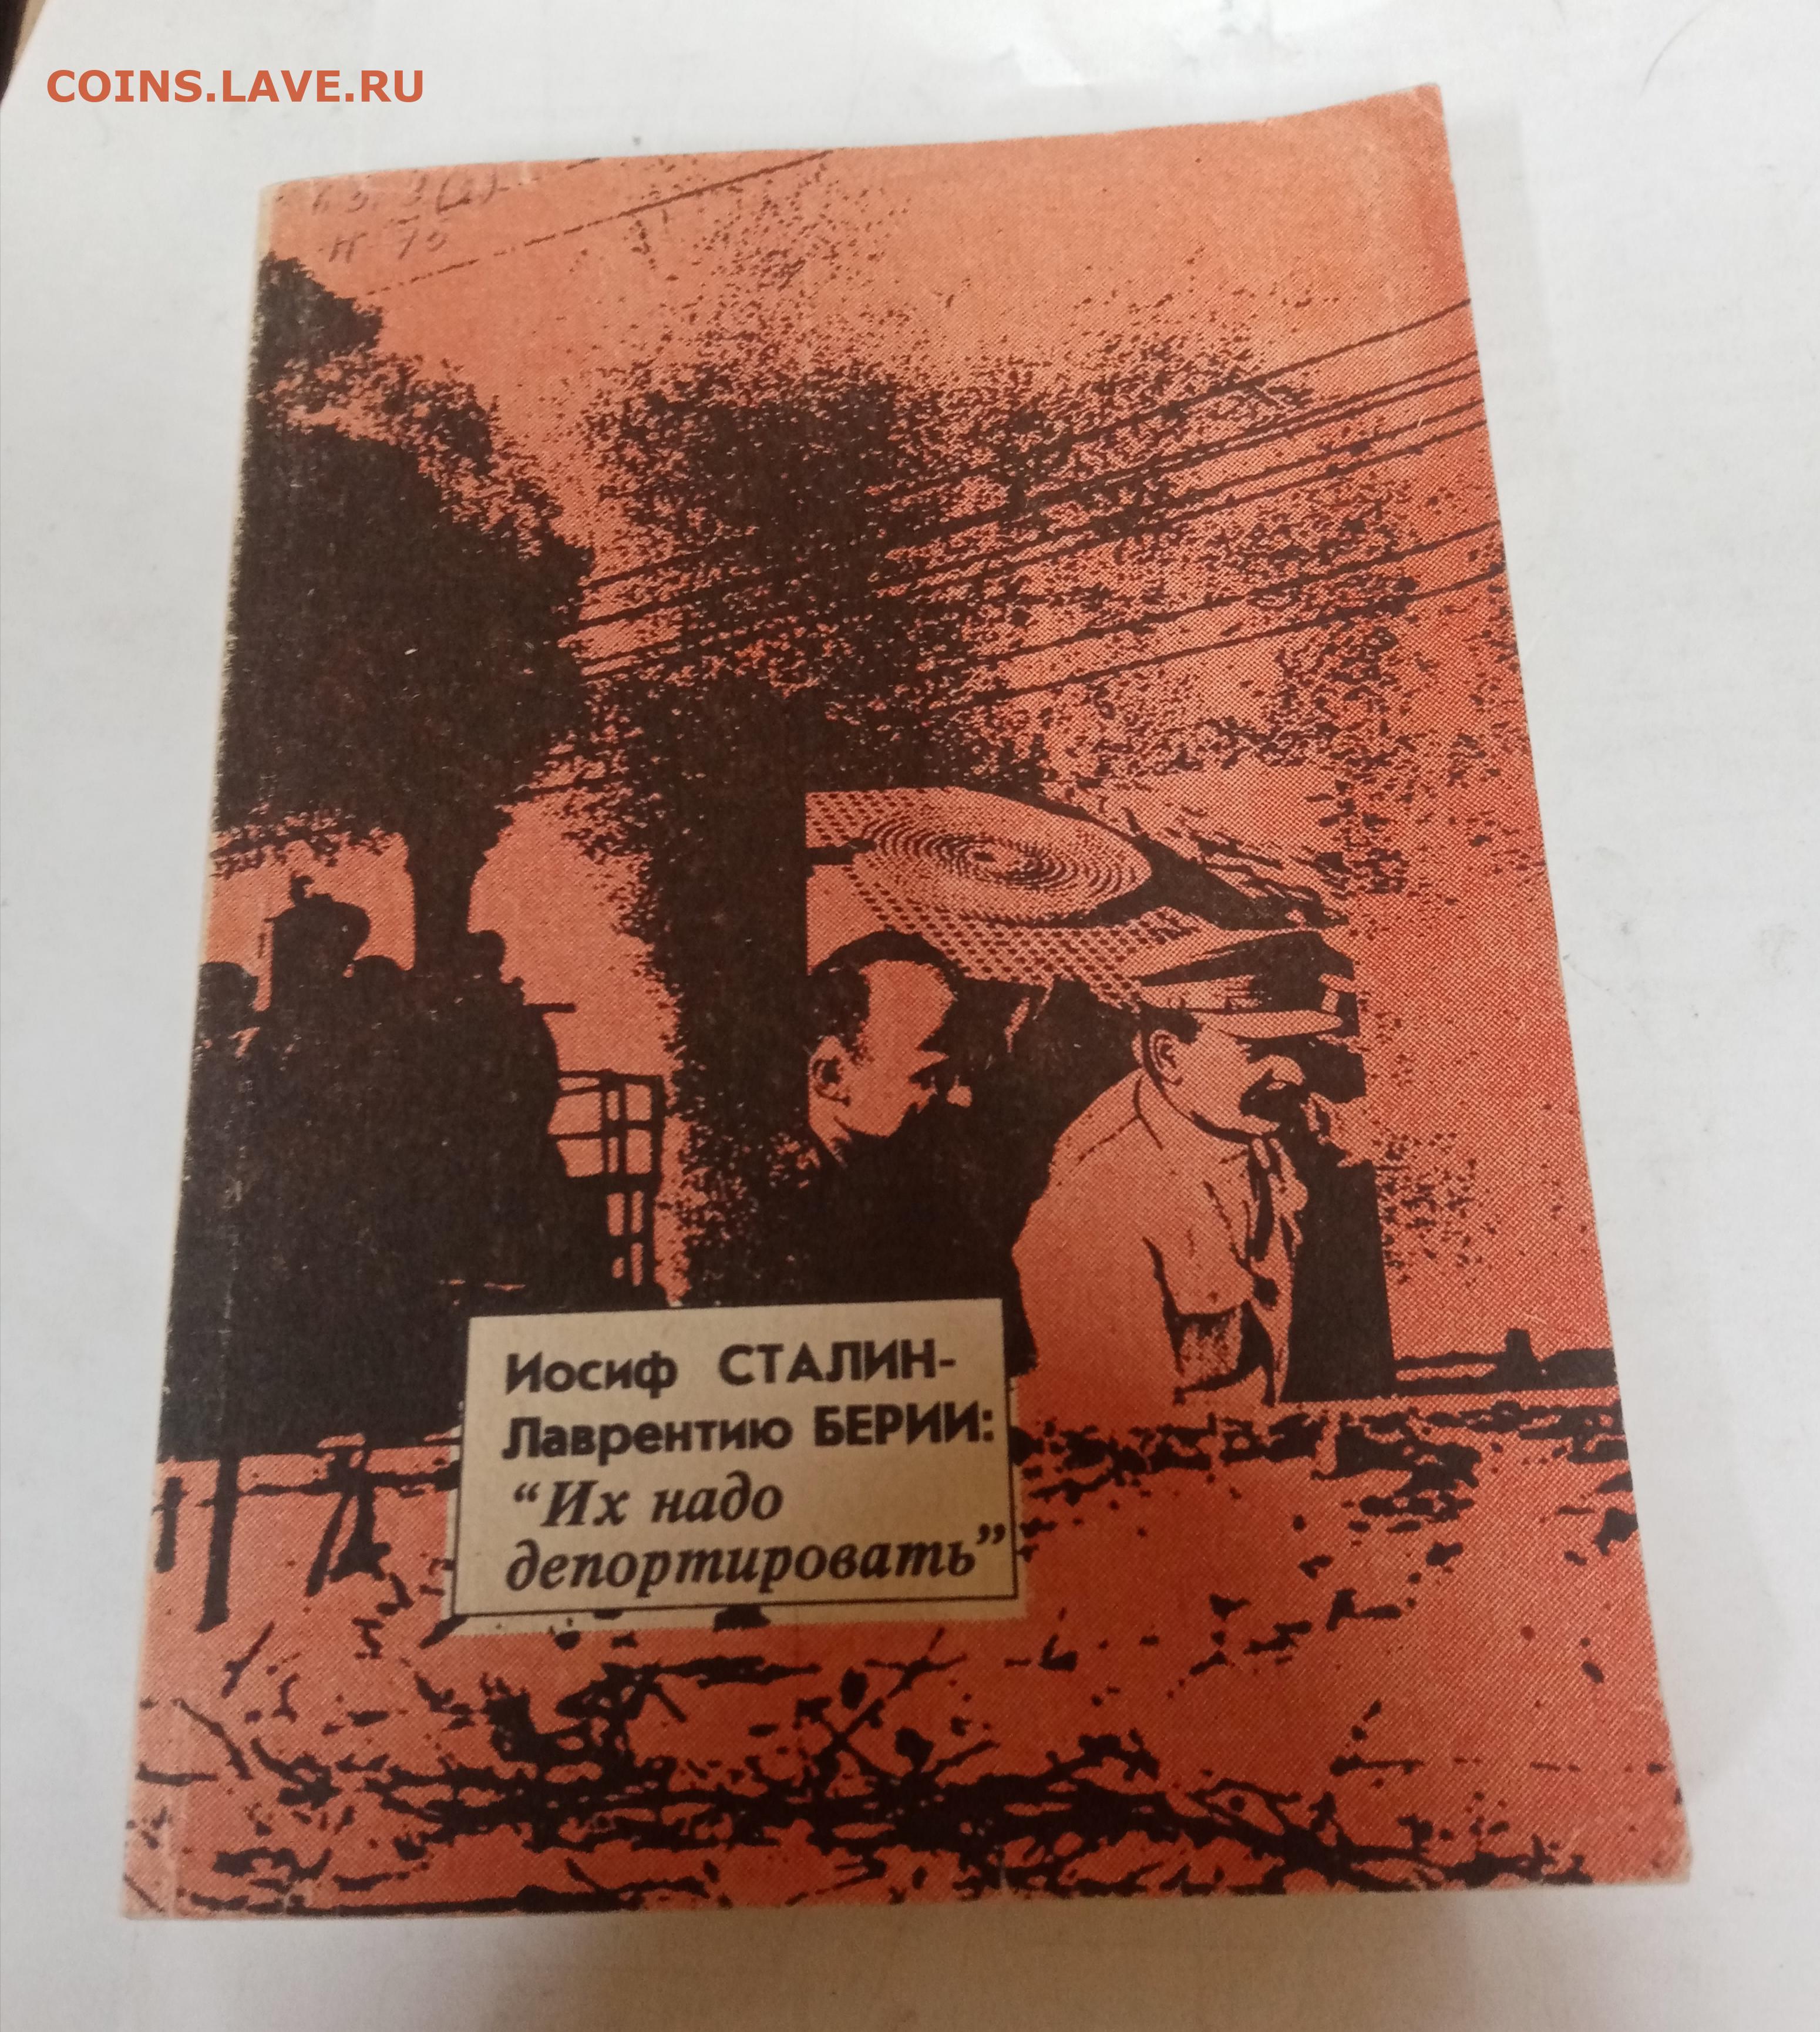 COINS.LAVE.RU
Иосиф СТАЛИН-
Лаврентию БЕРИИ:
“Их надо
депортировать”